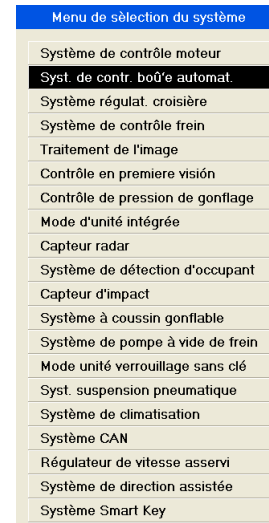 Menu de sèlection du système
Système de contrôle moteur
Syst. de contr. boû'e automat.
Système régulat. croisière
Système de contrôle frein
Traitement de l'image
Contrôle en premiere visión
Contrôle de pression de gonflage
Mode d'unité intégrée
Capteur radar
Système de détection d'occupant
Capteur d'impact
Système à coussin gonflable
Système de pompe à vide de frein
Mode unité verrouillage sans clé
Syst. suspension pneumatique
Système de climatisation
Système CAN
Régulateur de vitesse asservi
Système de direction assistée
Système Smart Key